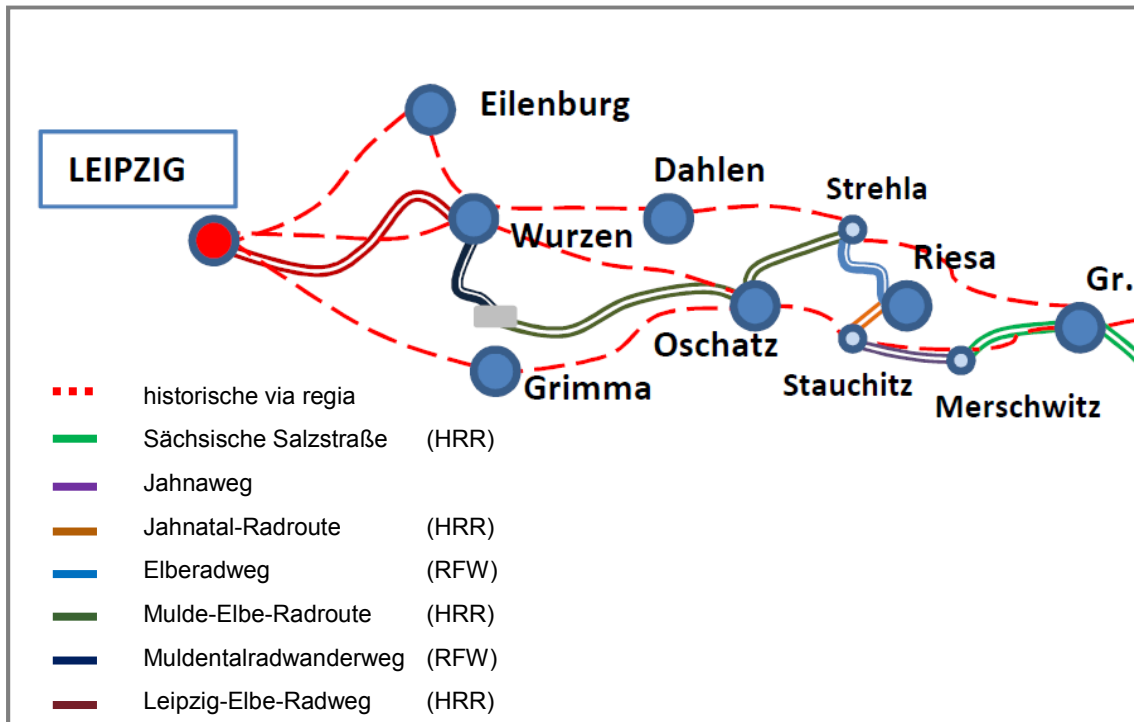 Eilenburg
LEIPZIG
Dahlen
Strehla
Wurzen
Riesa
Gr.
Oschatz
Stauchitz
Grimma
Merschwitz
historische via regia
Sächsische Salzstraße (HRR)
Jahnaweg
Jahnatal-Radroute (HRR)
Elberadweg (RFW)
Mulde-Elbe-Radroute (HRR)
Muldentalradwanderweg (RFW)
Leipzig-Elbe-Radweg (HRR)